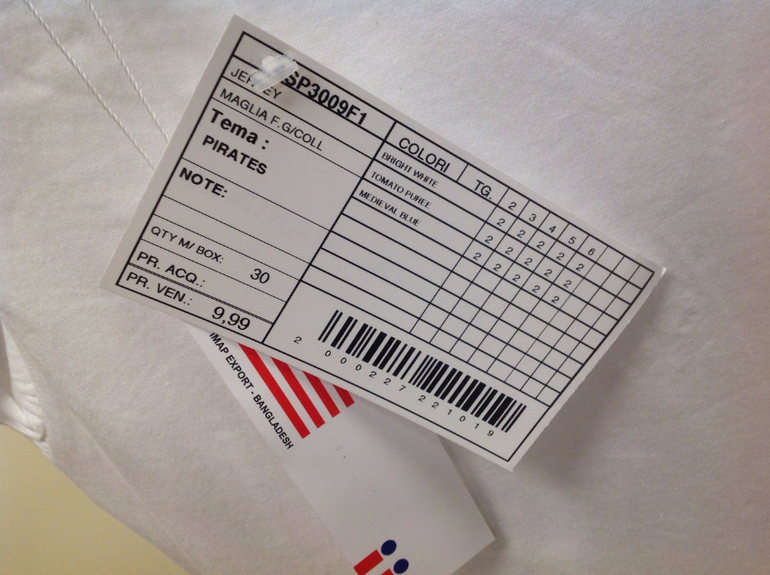 SP3009F1
JERSEY
MAGLIA F.G/COLL
Tema :
PIRATES
NOTE:
QTY M/ BOX: 30
PR. ACQ.:
PR. VEN.: 9,99
COLORI TG. 2 3 4 5 6
BRIGHT WHITE 2 2 2 2 2
TOMATO PUREE 2 2 2 2 2
MEDIEVAL BLUE 2 2 2 2 2
2 000227 221019
IMAP EXPORT - BANGLADESH